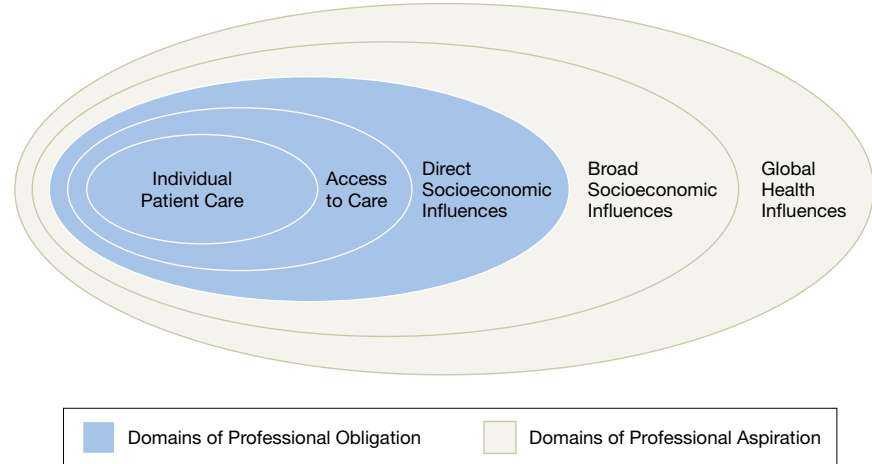 Individual
Patient Care
Access
to Care
Direct
Socioeconomic
Influences
Broad
Socioeconomic
Influences
Global
Health
Influences
Domains of Professional Obligation
Domains of Professional Aspiration